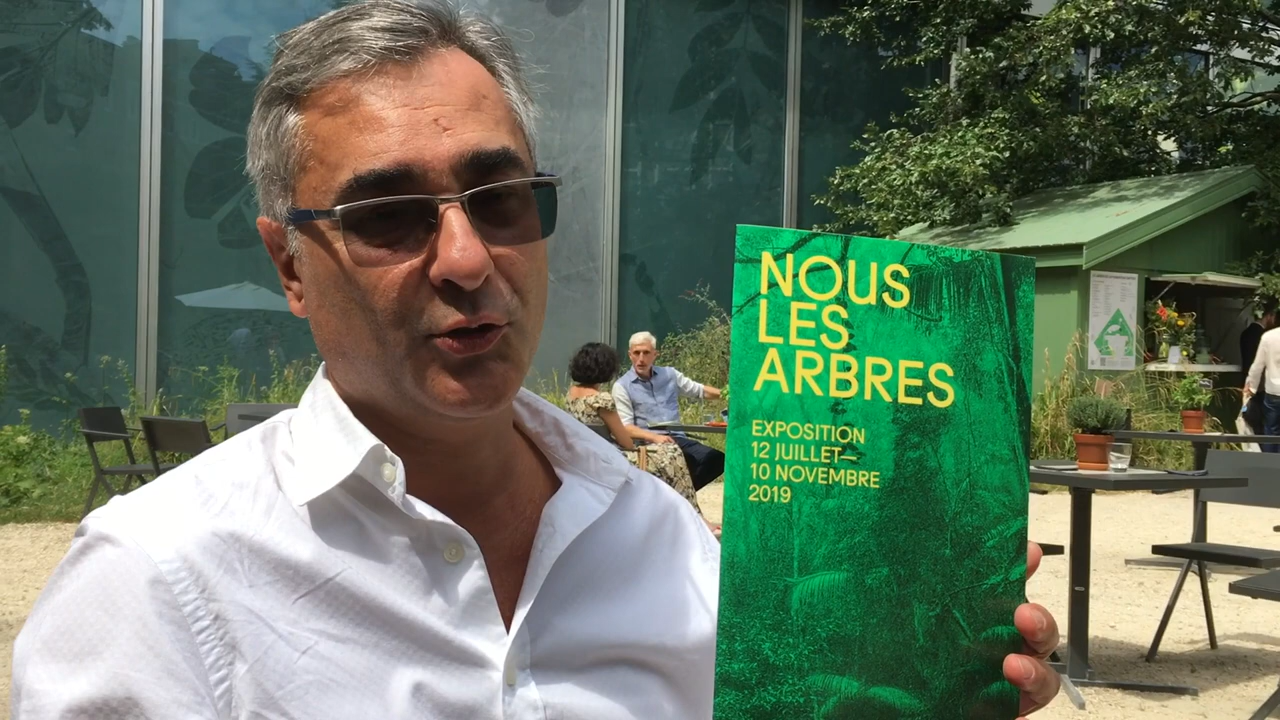 NOUS
LES
ARBRES
EXPOSITION
12 JUILLET—
10 NOVEMBRE
2019